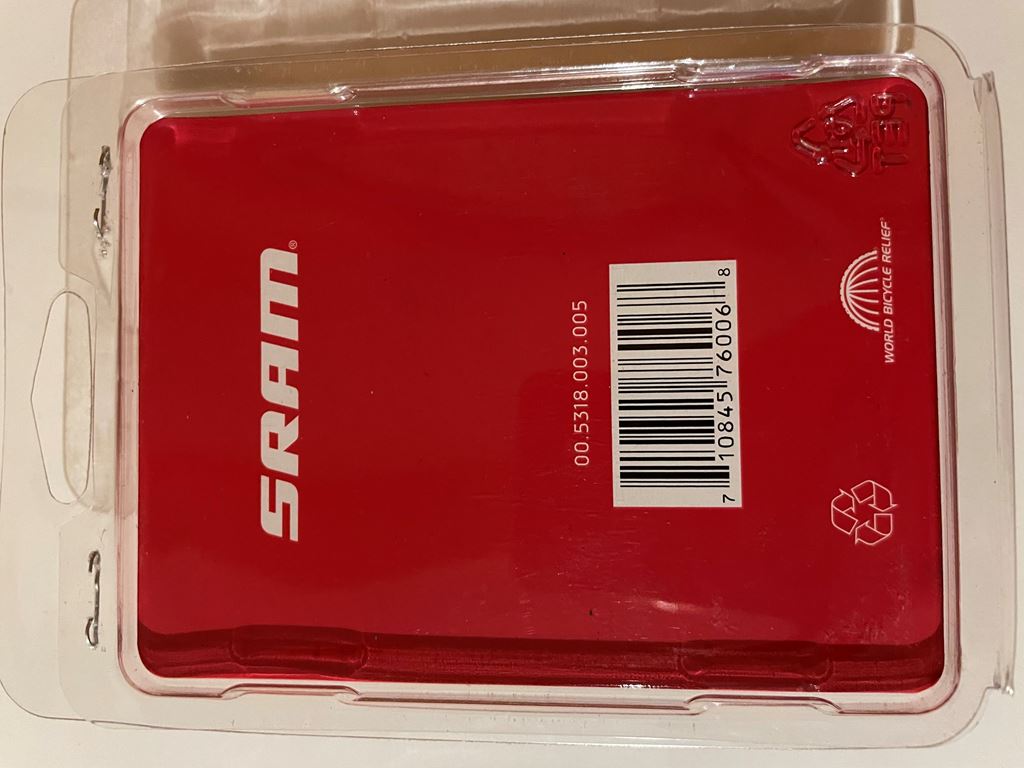 SRAM®
00.5318.003.005
7 10845 76006 8
WORLD BICYCLE RELIEF®